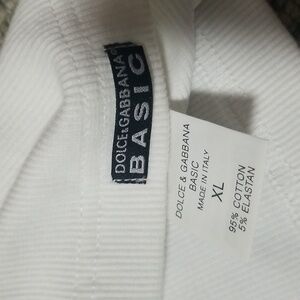 DOLCE & GABBANA
BASIC
DOLCE & GABBANA
BASIC
MADE IN ITALY
XL
95% COTTON
5% ELASTAN